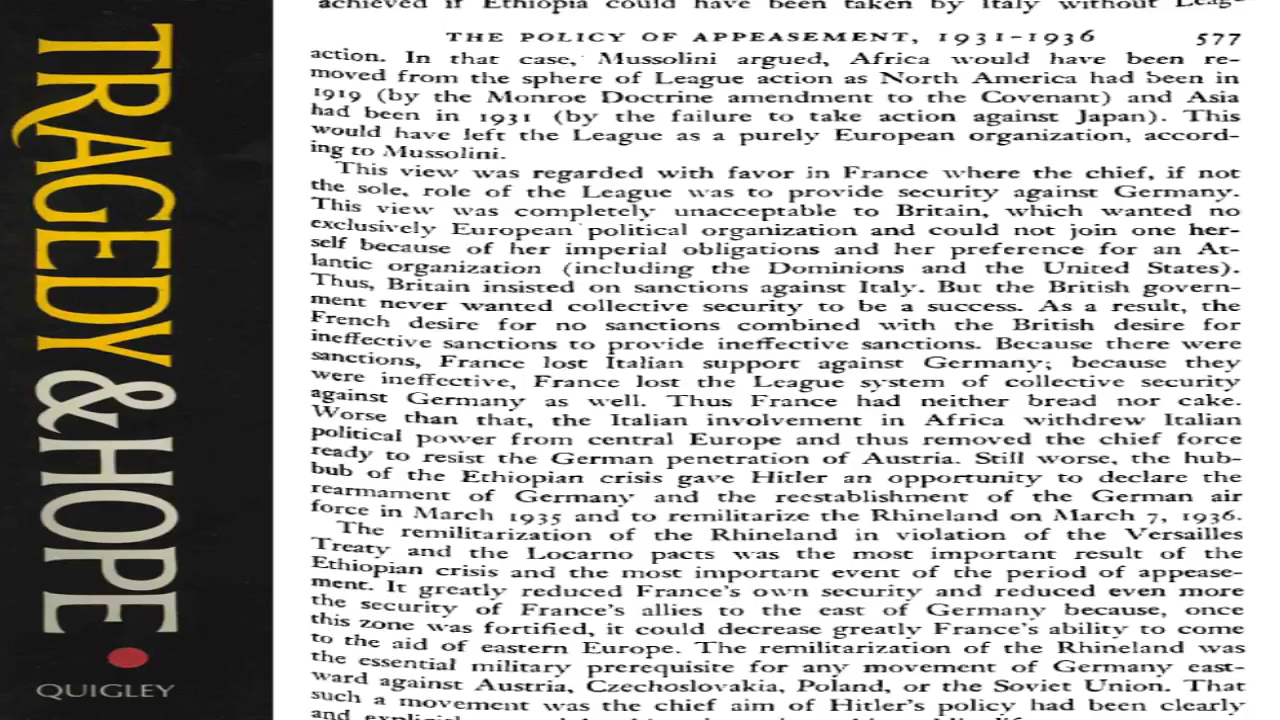 TRAGEDY & HOPE
QUIGLEY
achieved if Ethiopia could have been taken by Italy without Leag-
THE POLICY OF APPEASEMENT, 1931-1936 577
action. In that case, Mussolini argued, Africa would have been re-
moved from the sphere of League action as North America had been in
1919 (by the Monroe Doctrine amendment to the Covenant) and Asia
had been in 1931 (by the failure to take action against Japan). This
would have left the League as a purely European organization, accord-
ing to Mussolini.
This view was regarded with favor in France where the chief, if not
the sole, role of the League was to provide security against Germany.
This view was completely unacceptable to Britain, which wanted no
exclusively European political organization and could not join one her-
self because of her imperial obligations and her preference for an At-
lantic organization (including the Dominions and the United States).
Thus, Britain insisted on sanctions against Italy. But the British govern-
ment never wanted collective security to be a success. As a result, the
French desire for no sanctions combined with the British desire for
ineffective sanctions to provide ineffective sanctions. Because there were
sanctions, France lost Italian support against Germany; because they
were ineffective, France lost the League system of collective security
against Germany as well. Thus France had neither bread nor cake.
Worse than that, the Italian involvement in Africa withdrew Italian
political power from central Europe and thus removed the chief force
ready to resist the German penetration of Austria. Still worse, the hub-
bub of the Ethiopian crisis gave Hitler an opportunity to declare the
rearmament of Germany and the reestablishment of the German air
force in March 1935 and to remilitarize the Rhineland on March 7, 1936.
The remilitarization of the Rhineland in violation of the Versailles
Treaty and the Locarno pacts was the most important result of the
Ethiopian crisis and the most important event of the period of appease-
ment. It greatly reduced France's own security and reduced even more
the security of France's allies to the east of Germany because, once
this zone was fortified, it could decrease greatly France's ability to come
to the aid of eastern Europe. The remilitarization of the Rhineland was
the essential military prerequisite for any movement of Germany east-
ward against Austria, Czechoslovakia, Poland, or the Soviet Union. That
such a movement was the chief aim of Hitler's policy had been clearly
and